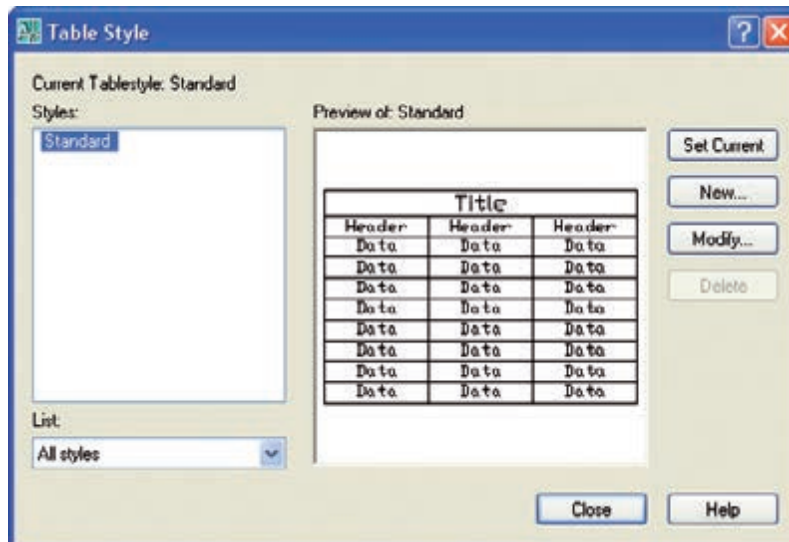 Table Style
Current Tablestyle: Standard
Styles:
Standard
List:
All styles
Preview of: Standard
Title
Header Header Header
Data Data Data
Data Data Data
Data Data Data
Data Data Data
Data Data Data
Data Data Data
Data Data Data
Data Data Data
Set Current
New...
Modify...
Delete
Close
Help